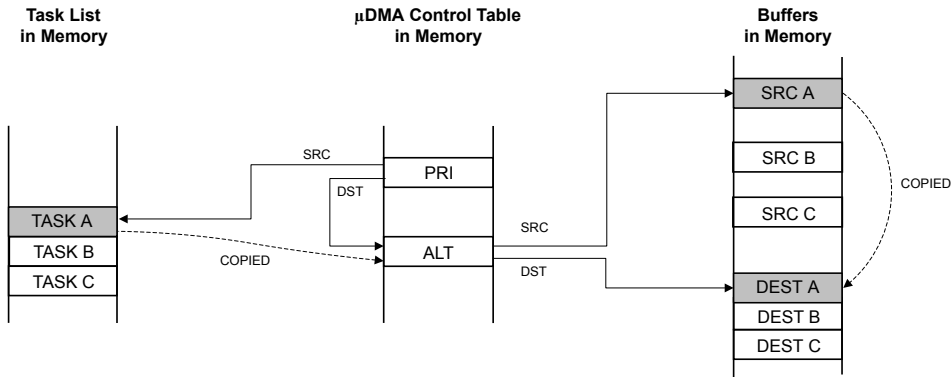 Task List
in Memory
µDMA Control Table
in Memory
Buffers
in Memory
SRC A
SRC
PRI
SRC B
DST
COPIED
TASK A
SRC C
SRC
TASK B
COPIED
ALT
DST
TASK C
DEST A
DEST B
DEST C